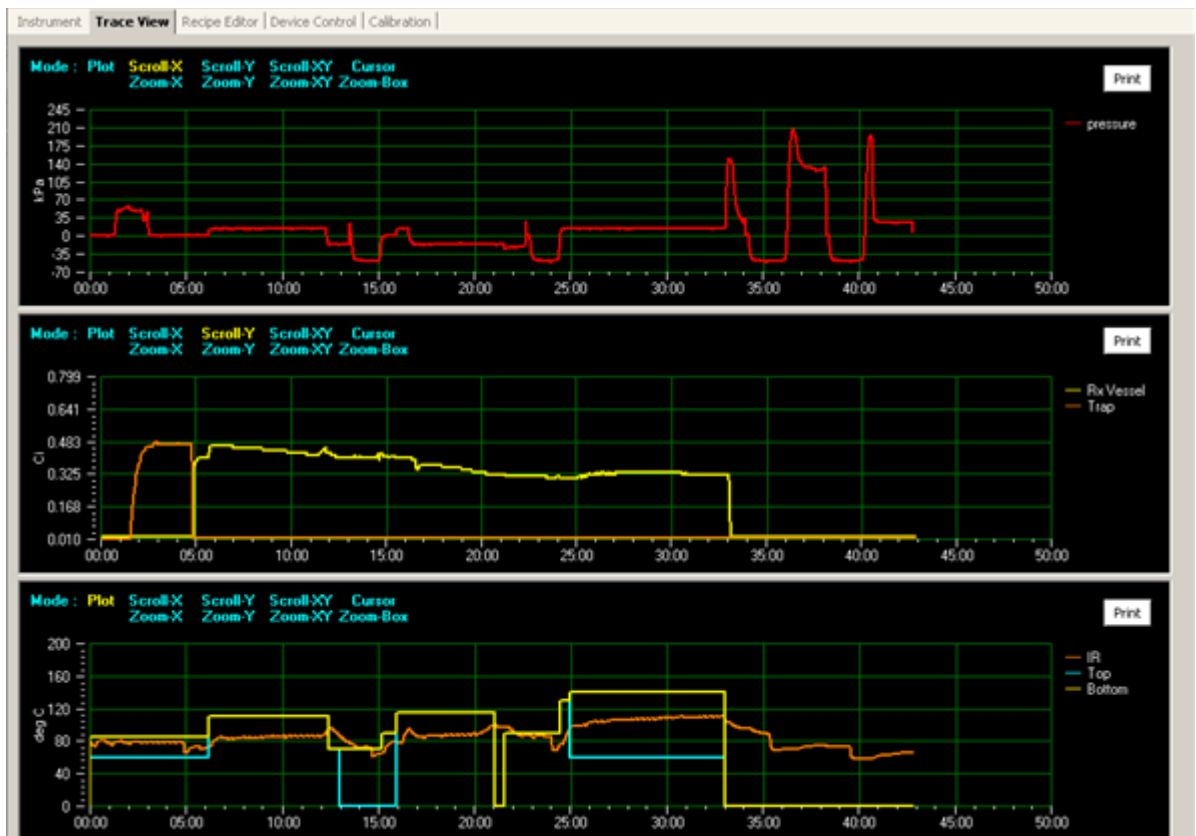 Instrument Trace View Recipe Editor Device Control Calibration
Mode : Plot Scroll-X Scroll-Y Scroll-XY Cursor
Zoom-X Zoom-Y Zoom-XY Zoom-Box
Print
245
210
175
140
105
70
35
0
-35
-70
kPa
pressure
00:00 05:00 10:00 15:00 20:00 25:00 30:00 35:00 40:00 45:00 50:00
Mode : Plot Scroll-X Scroll-Y Scroll-XY Cursor
Zoom-X Zoom-Y Zoom-XY Zoom-Box
Print
0.799
0.641
0.483
0.325
0.168
0.010
Ci
Rx Vessel
Trap
00:00 05:00 10:00 15:00 20:00 25:00 30:00 35:00 40:00 45:00 50:00
Mode : Plot Scroll-X Scroll-Y Scroll-XY Cursor
Zoom-X Zoom-Y Zoom-XY Zoom-Box
Print
200
160
120
80
40
0
deg C
IR
Top
Bottom
00:00 05:00 10:00 15:00 20:00 25:00 30:00 35:00 40:00 45:00 50:00